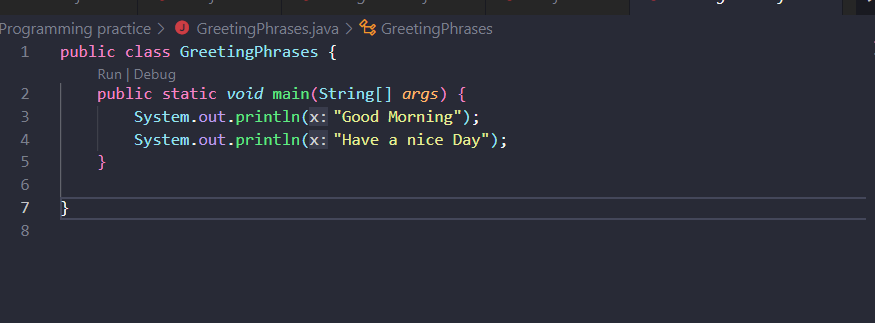 Programming practice > GreetingPhrases.java > GreetingPhrases
1 public class GreetingPhrases {
Run | Debug
2 public static void main(String[] args) {
3 System.out.println(x: "Good Morning");
4 System.out.println(x: "Have a nice Day");
5 }
6
7 }
8